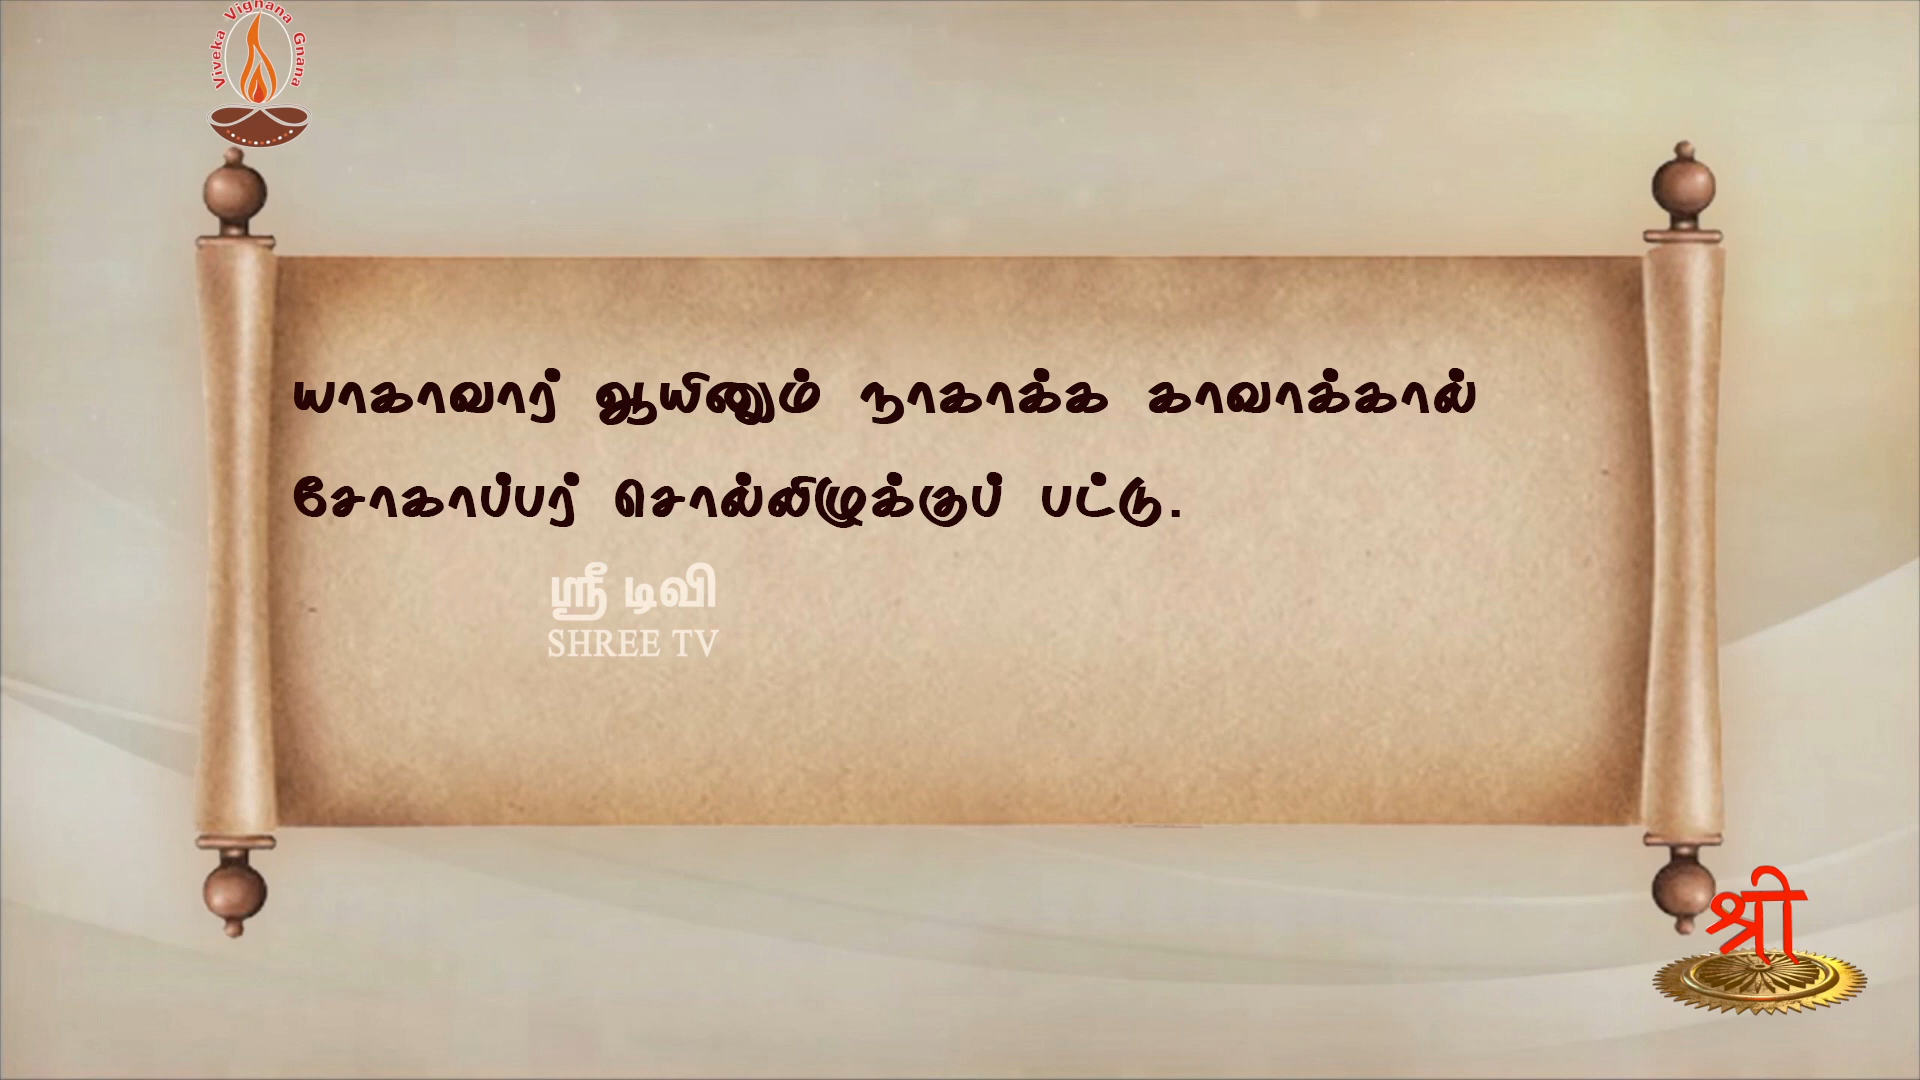 Viveka Vignana Gnana
யாகாவார் ஆயினும் நாகாக்க காவாக்கால்
சோகாப்பர் சொல்லிழுக்குப் பட்டு.
ஸ்ரீ டிவி
SHREE TV
श्री